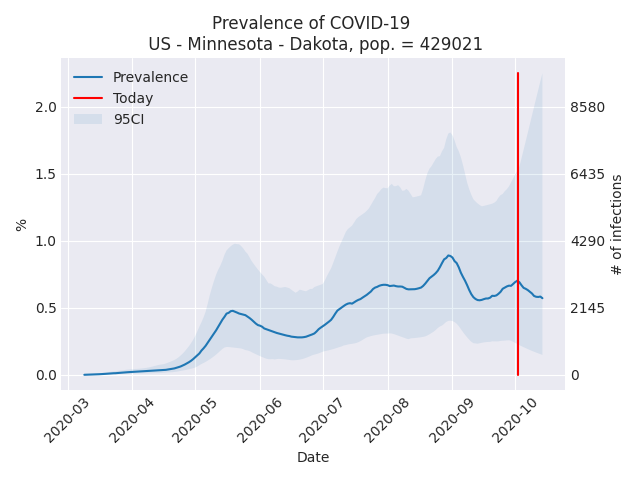 Prevalence of COVID-19
US - Minnesota - Dakota, pop. = 429021
Prevalence
Today
95CI
2.0
1.5
1.0
0.5
0.0
%
8580
6435
4290
2145
0
# of infections
2020-03
2020-04
2020-05
2020-06
2020-07
2020-08
2020-09
2020-10
Date